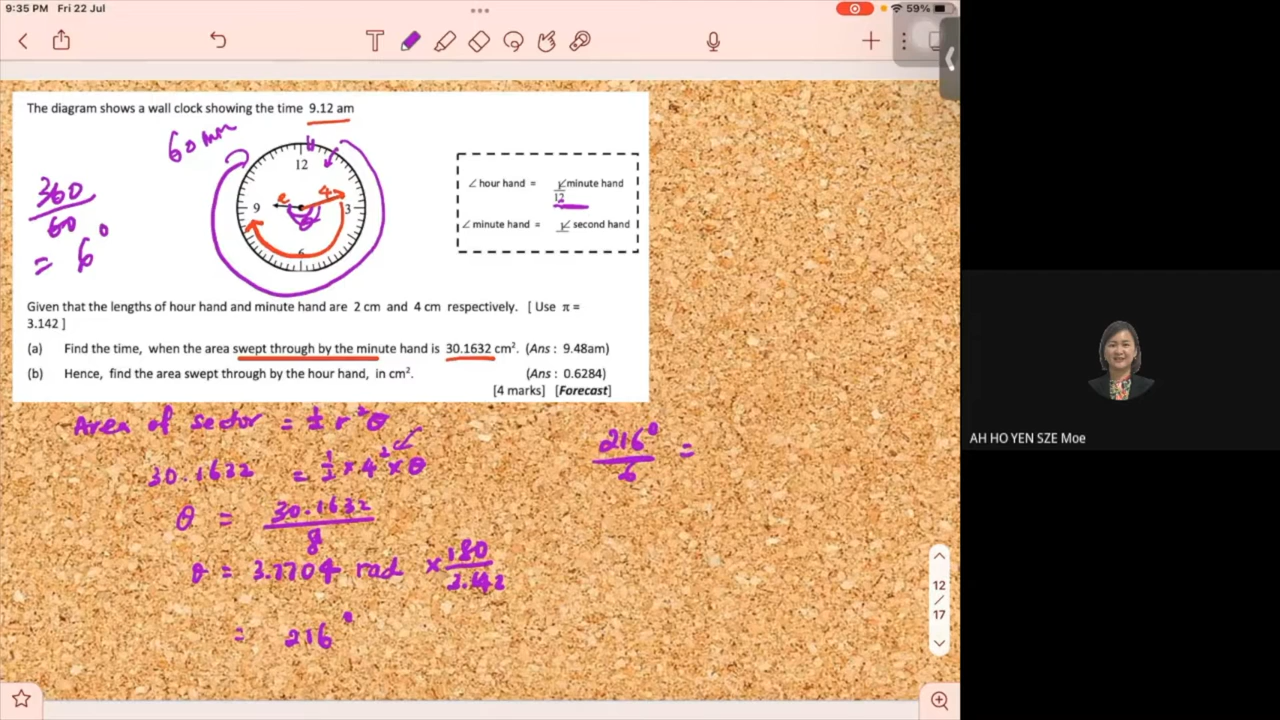 9:35 PM Fri 22 Jul
59%
The diagram shows a wall clock showing the time 9.12 am
60 min
360
60
= 6°
12
9
3
6
2
4
θ
∠ hour hand = 1/12 ∠ minute hand
∠ minute hand = ∠ second hand
Given that the lengths of hour hand and minute hand are 2 cm and 4 cm respectively. [ Use π =
3.142 ]
(a) Find the time, when the area swept through by the minute hand is 30.1632 cm². (Ans : 9.48am)
(b) Hence, find the area swept through by the hour hand, in cm². (Ans : 0.6284)
[4 marks] [Forecast]
Area of sector = ½ r²θ
30.1632 = ½ × 4² × θ
θ = 30.1632 / 8
θ = 3.7704 rad × 180 / 3.142
= 216°
216° / 6 =
AH HO YEN SZE Moe
12
/
17